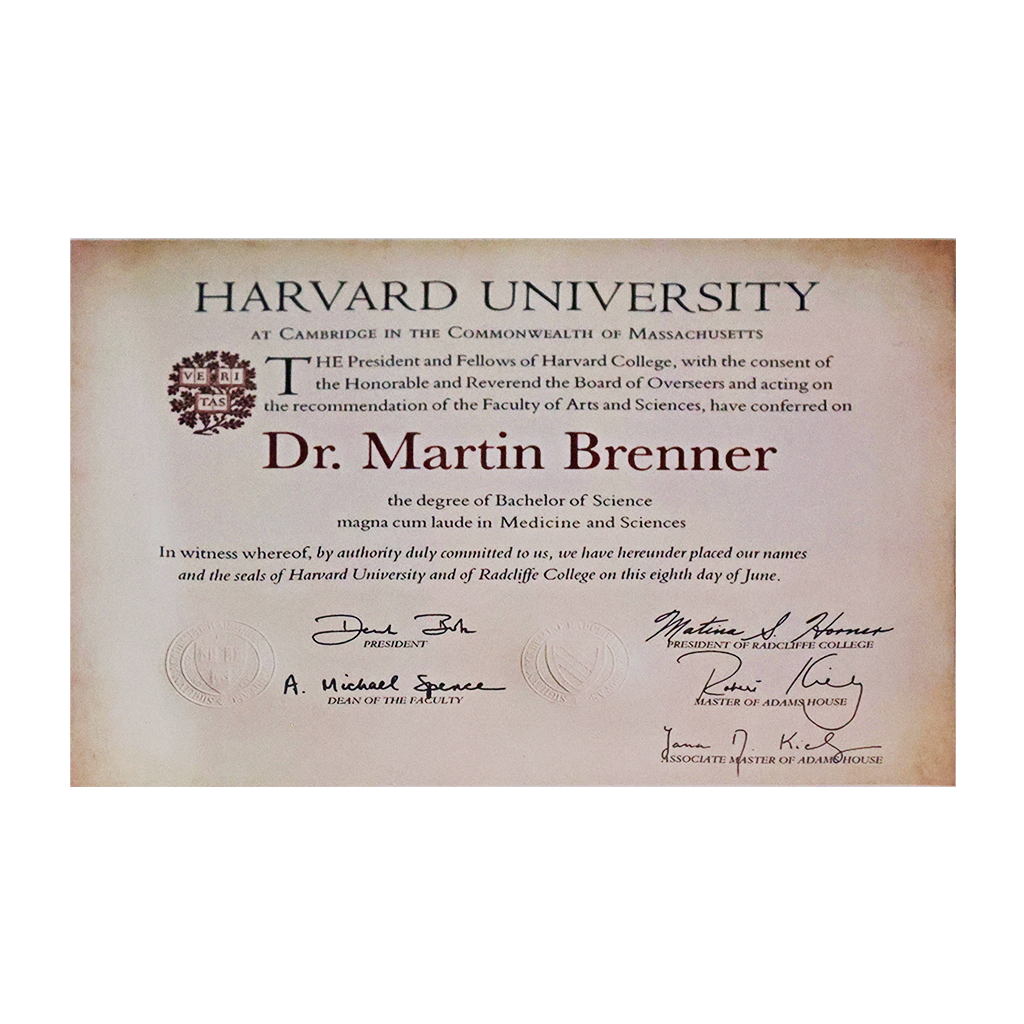 HARVARD UNIVERSITY
AT CAMBRIDGE IN THE COMMONWEALTH OF MASSACHUSETTS
VE RI
TAS
THE President and Fellows of Harvard College, with the consent of
the Honorable and Reverend the Board of Overseers and acting on
the recommendation of the Faculty of Arts and Sciences, have conferred on
Dr. Martin Brenner
the degree of Bachelor of Science
magna cum laude in Medicine and Sciences
In witness whereof, by authority duly committed to us, we have hereunder placed our names
and the seals of Harvard University and of Radcliffe College on this eighth day of June.
Derek Bok
PRESIDENT
A. Michael Spence
DEAN OF THE FACULTY
Matina S. Horner
PRESIDENT OF RADCLIFFE COLLEGE
Robert Kiely
MASTER OF ADAMS HOUSE
Jana M. Kiely
ASSOCIATE MASTER OF ADAMS HOUSE